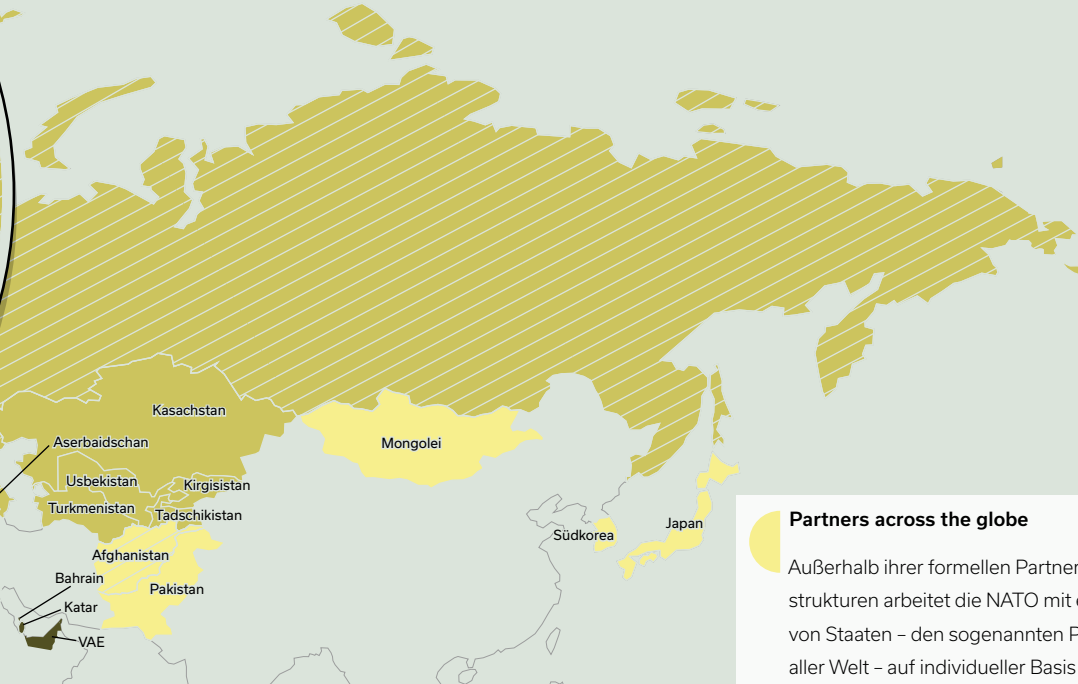 Kasachstan
Aserbaidschan
Mongolei
Usbekistan
Kirgisistan
Turkmenistan
Tadschikistan
Japan
Südkorea
Afghanistan
Bahrain
Pakistan
Katar
VAE
Partners across the globe
Außerhalb ihrer formellen Partner
strukturen arbeitet die NATO mit
von Staaten – den sogenannten P
aller Welt – auf individueller Basis